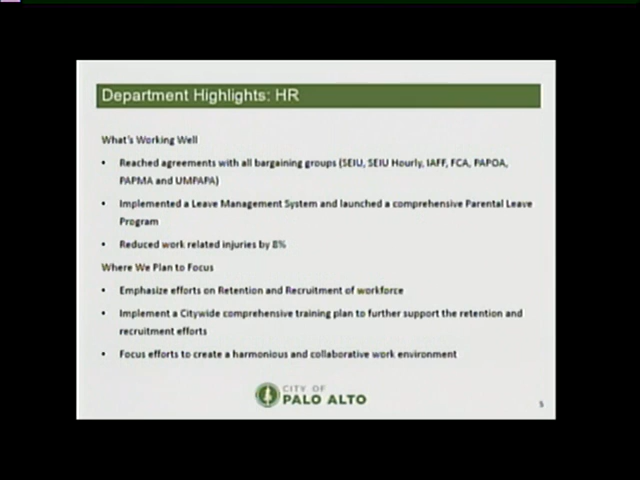 Department Highlights: HR
What's Working Well
• Reached agreements with all bargaining groups (SEIU, SEIU Hourly, IAFF, FCA, PAPOA,
PAPMA and UMPAPA)
• Implemented a Leave Management System and launched a comprehensive Parental Leave
Program
• Reduced work related injuries by 8%
Where We Plan to Focus
• Emphasize efforts on Retention and Recruitment of workforce
• Implement a Citywide comprehensive training plan to further support the retention and
recruitment efforts
• Focus efforts to create a harmonious and collaborative work environment
CITY OF
PALO ALTO
5